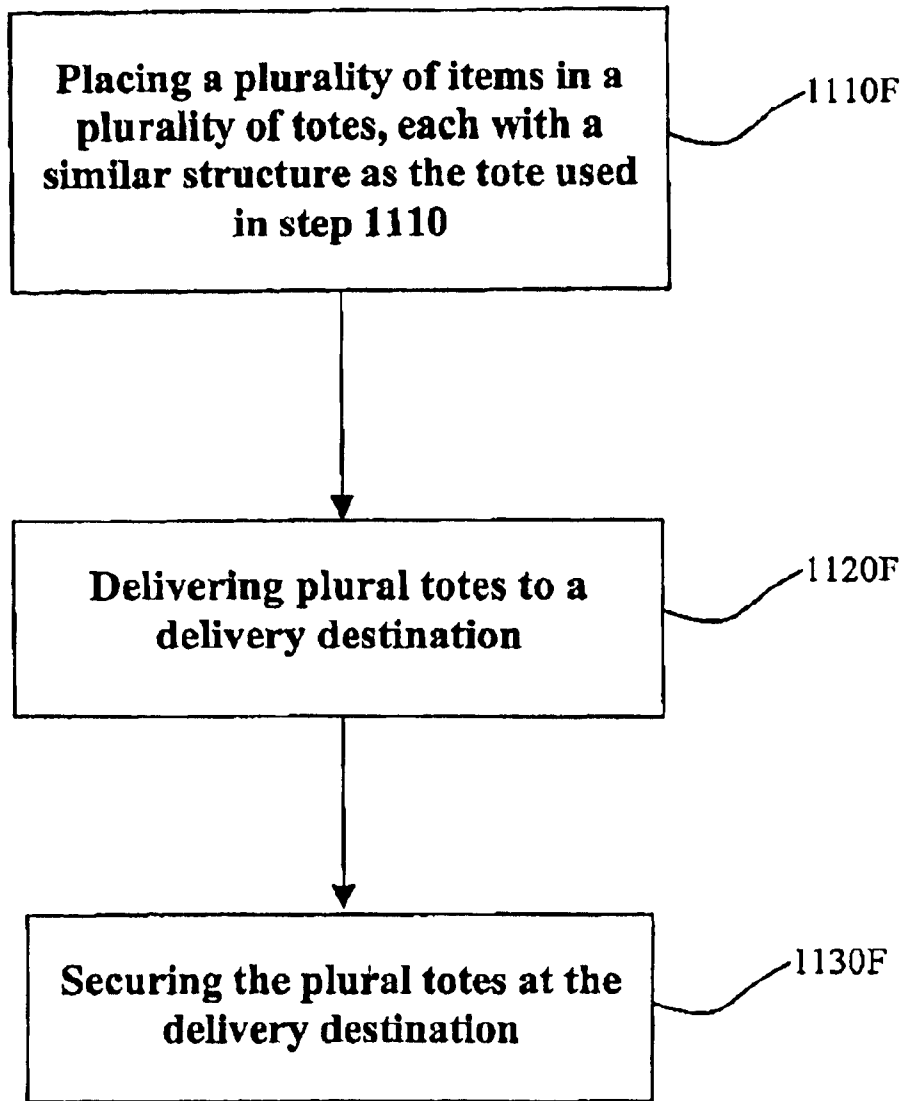 Placing a plurality of items in a
plurality of totes, each with a
similar structure as the tote used
in step 1110
1110F
Delivering plural totes to a
delivery destination
1120F
Securing the plural totes at the
delivery destination
1130F